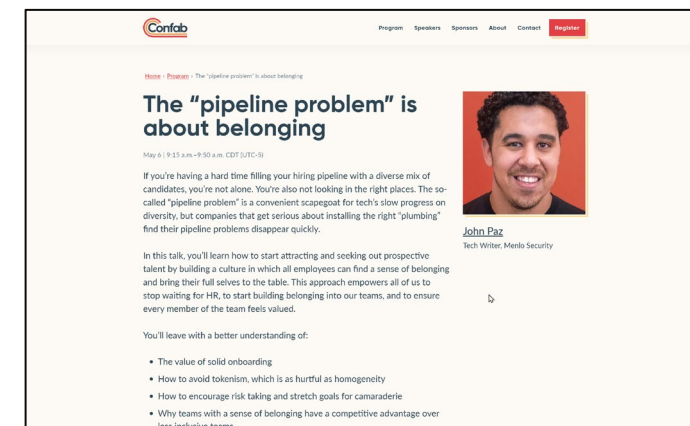 Confab
Program Speakers Sponsors About Contact Register
Home › Program › The "pipeline problem" is about belonging
The “pipeline problem” is
about belonging
May 6 | 9:15 a.m.–9:50 a.m. CDT (UTC-5)
If you’re having a hard time filling your hiring pipeline with a diverse mix of
candidates, you’re not alone. You’re also not looking in the right places. The so-
called “pipeline problem” is a convenient scapegoat for tech’s slow progress on
diversity, but companies that get serious about installing the right “plumbing”
find their pipeline problems disappear quickly.
In this talk, you’ll learn how to start attracting and seeking out prospective
talent by building a culture in which all employees can find a sense of belonging
and bring their full selves to the table. This approach empowers all of us to
stop waiting for HR, to start building belonging into our teams, and to ensure
every member of the team feels valued.
You’ll leave with a better understanding of:
• The value of solid onboarding
• How to avoid tokenism, which is as hurtful as homogeneity
• How to encourage risk taking and stretch goals for camaraderie
• Why teams with a sense of belonging have a competitive advantage over
less inclusive teams
John Paz
Tech Writer, Menlo Security